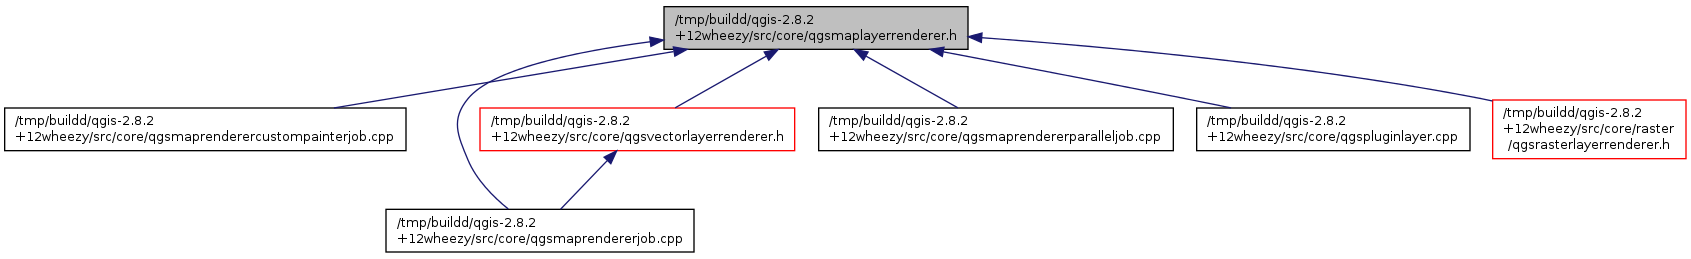 /tmp/buildd/qgis-2.8.2
+12wheezy/src/core/qgsmaplayerrenderer.h
/tmp/buildd/qgis-2.8.2
+12wheezy/src/core/qgsmaprenderercustompainterjob.cpp
/tmp/buildd/qgis-2.8.2
+12wheezy/src/core/qgsvectorlayerrenderer.h
/tmp/buildd/qgis-2.8.2
+12wheezy/src/core/qgsmaprendererparalleljob.cpp
/tmp/buildd/qgis-2.8.2
+12wheezy/src/core/qgspluginlayer.cpp
/tmp/buildd/qgis-2.8.2
+12wheezy/src/core/raster
/qgsrasterlayerrenderer.h
/tmp/buildd/qgis-2.8.2
+12wheezy/src/core/qgsmaprendererjob.cpp